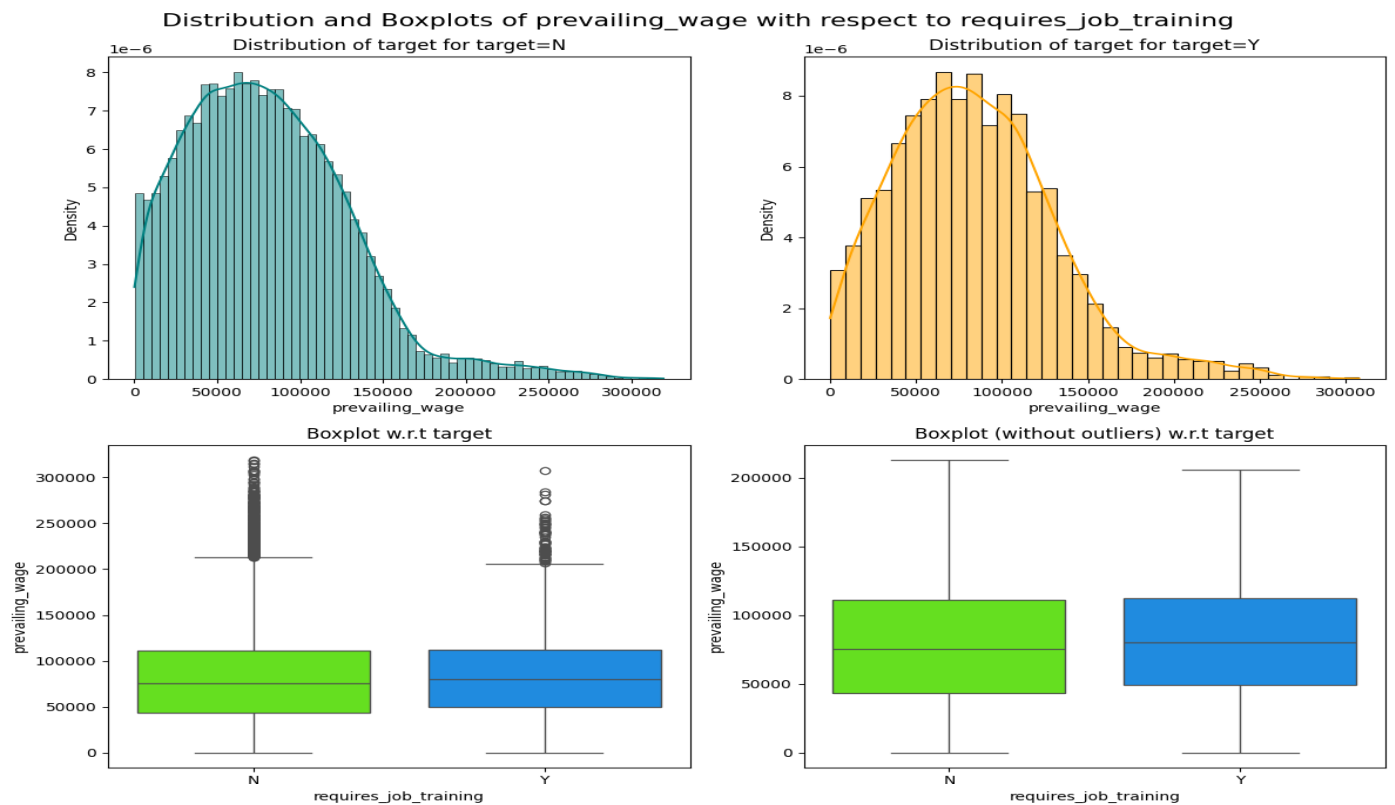 Distribution and Boxplots of prevailing_wage with respect to requires_job_training
Distribution of target for target=N
1e−6
8
7
6
5
4
3
2
1
0
Density
0 50000 100000 150000 200000 250000 300000
prevailing_wage
Distribution of target for target=Y
1e−6
8
6
4
2
0
Density
0 50000 100000 150000 200000 250000 300000
prevailing_wage
Boxplot w.r.t target
300000
250000
200000
150000
100000
50000
0
prevailing_wage
N Y
requires_job_training
Boxplot (without outliers) w.r.t target
200000
150000
100000
50000
0
prevailing_wage
N Y
requires_job_training